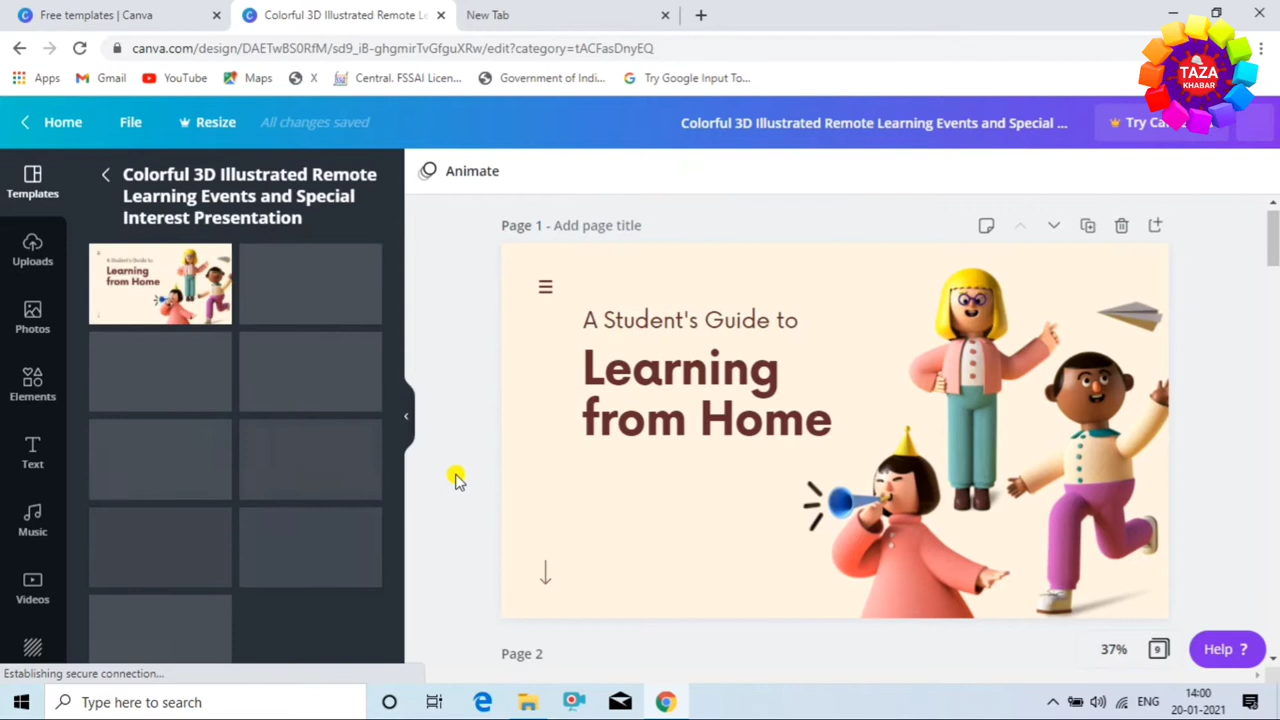 Free templates | Canva
Colorful 3D Illustrated Remote Le
New Tab
canva.com/design/DAETwBS0RfM/sd9_iB-ghgmirTvGfguXRw/edit?category=tACFasDnyEQ
Apps
Gmail
YouTube
Maps
X
Central. FSSAI Licen...
Government of Indi...
Try Google Input To...
TAZA
KHABAR
Home
File
Resize
All changes saved
Colorful 3D Illustrated Remote Learning Events and Special ...
Try Ca
Templates
Uploads
Photos
Elements
Text
Music
Videos
Colorful 3D Illustrated Remote
Learning Events and Special
Interest Presentation
A Student's Guide to
Learning
from Home
Animate
Page 1 - Add page title
A Student's Guide to
Learning
from Home
Page 2
37%
9
Help ?
Establishing secure connection...
Type here to search
ENG
14:00
20-01-2021